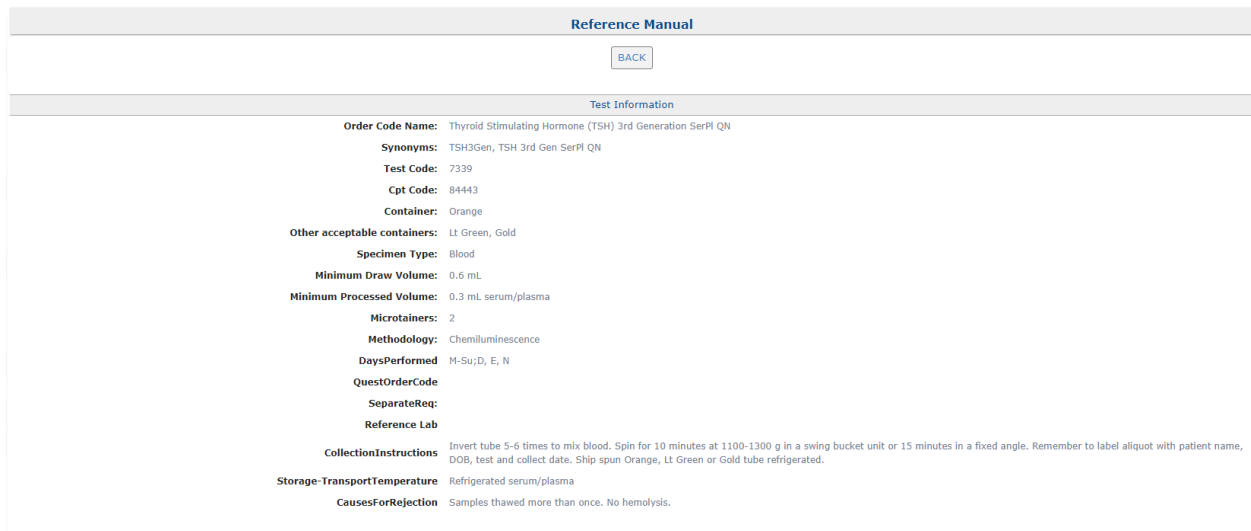 Reference Manual
BACK
Test Information
Order Code Name: Thyroid Stimulating Hormone (TSH) 3rd Generation SerPl QN
Synonyms: TSH3Gen, TSH 3rd Gen SerPl QN
Test Code: 7339
Cpt Code: 84443
Container: Orange
Other acceptable containers: Lt Green, Gold
Specimen Type: Blood
Minimum Draw Volume: 0.6 mL
Minimum Processed Volume: 0.3 mL serum/plasma
Microtainers: 2
Methodology: Chemiluminescence
DaysPerformed M-Su;D, E, N
QuestOrderCode
SeparateReq:
Reference Lab
CollectionInstructions Invert tube 5-6 times to mix blood. Spin for 10 minutes at 1100-1300 g in a swing bucket unit or 15 minutes in a fixed angle. Remember to label aliquot with patient name,
DOB, test and collect date. Ship spun Orange, Lt Green or Gold tube refrigerated.
Storage-TransportTemperature Refrigerated serum/plasma
CausesForRejection Samples thawed more than once. No hemolysis.